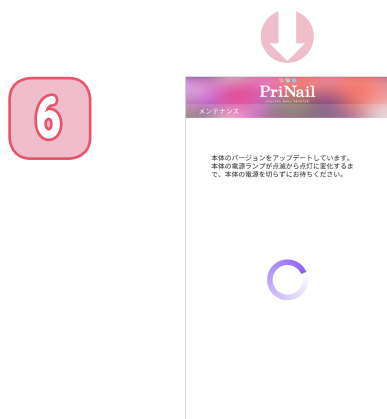 6
PriNail
DIGITAL NAIL PRINTER
メンテナンス
本体のバージョンをアップデートしています。
本体の電源ランプが点滅から点灯に変化するま
で、本体の電源を切らずにお待ちください。